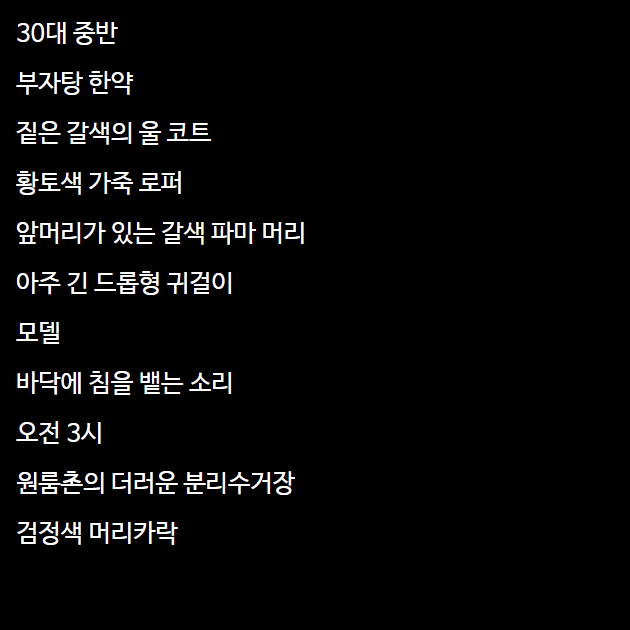 30대 중반
부자탕 한약
짙은 갈색의 울 코트
황토색 가죽 로퍼
앞머리가 있는 갈색 파마 머리
아주 긴 드롭형 귀걸이
모델
바닥에 침을 뱉는 소리
오전 3시
원룸촌의 더러운 분리수거장
검정색 머리카락